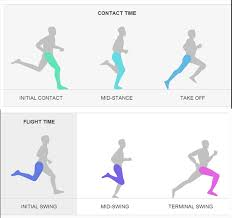 CONTACT TIME
INITIAL CONTACT
MID-STANCE
TAKE OFF
FLIGHT TIME
INITIAL SWING
MID-SWING
TERMINAL SWING